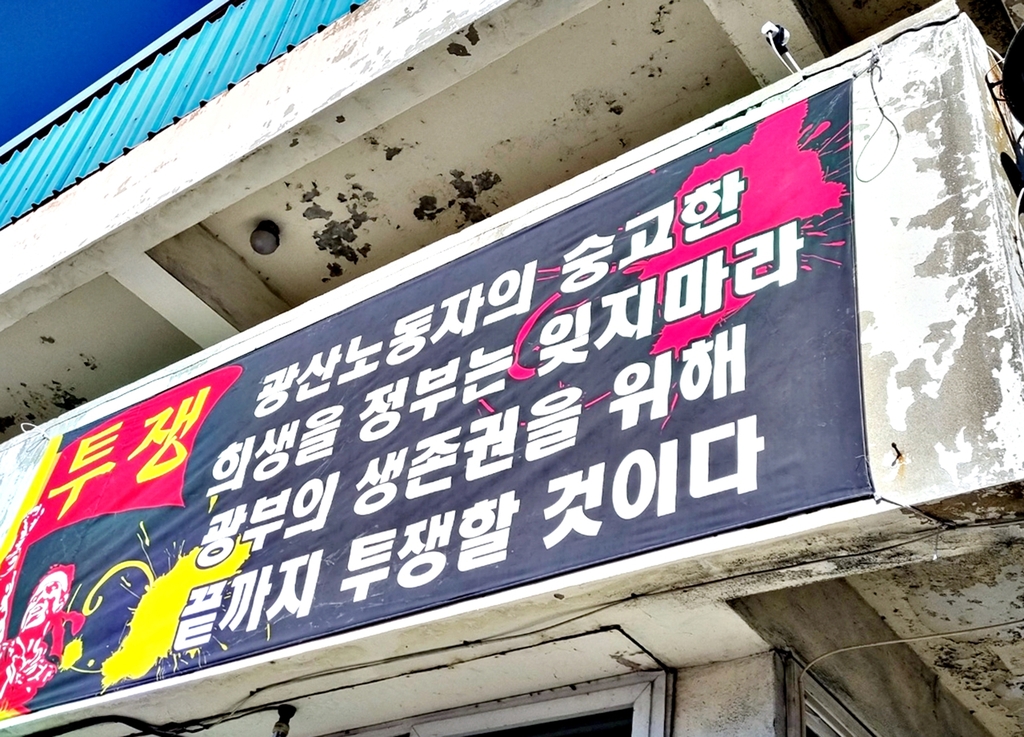 투쟁
광산노동자의 숭고한
희생을 정부는 잊지마라
광부의 생존권을 위해
끝까지 투쟁할 것이다